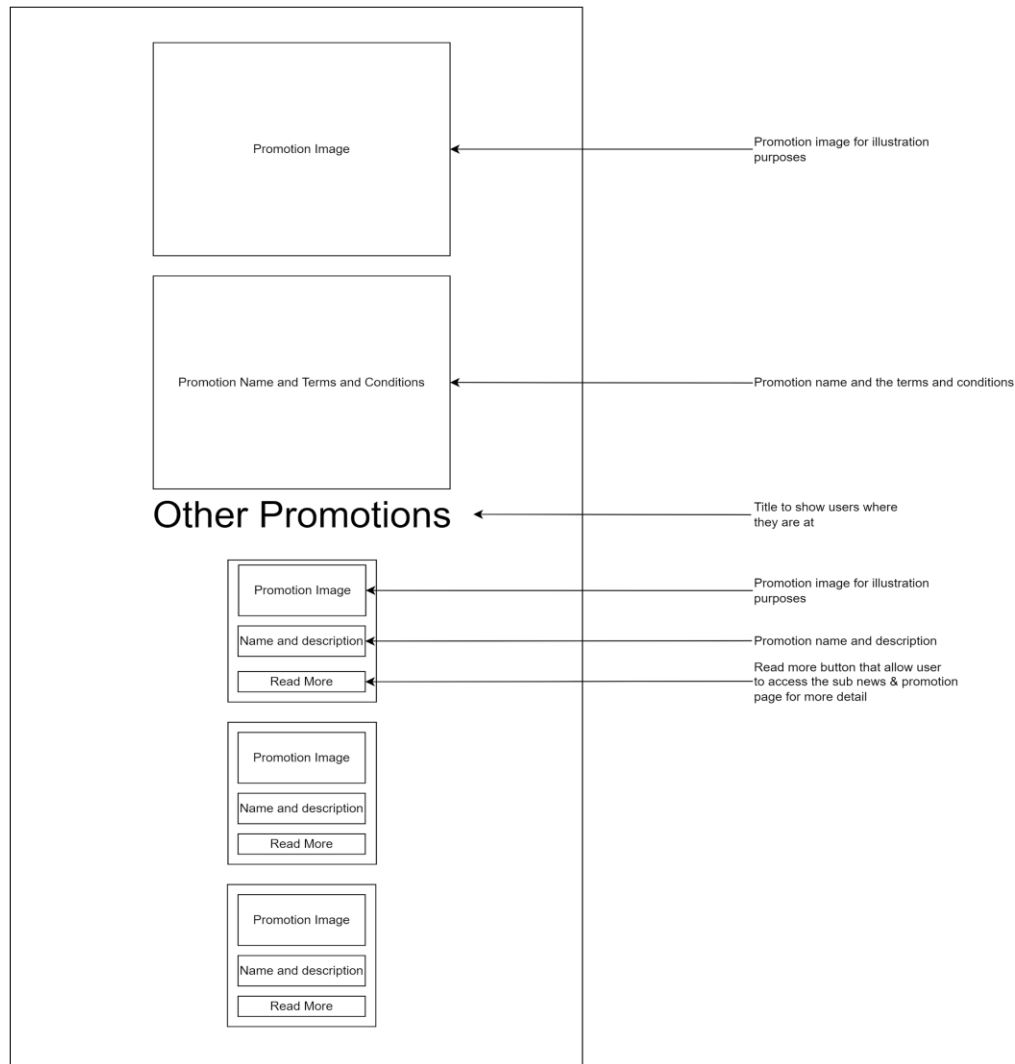 Promotion Image
Promotion image for illustration
purposes
Promotion Name and Terms and Conditions
Promotion name and the terms and conditions
Other Promotions
Title to show users where
they are at
Promotion Image
Promotion image for illustration
purposes
Name and description
Promotion name and description
Read More
Read more button that allow user
to access the sub news & promotion
page for more detail
Promotion Image
Name and description
Read More
Promotion Image
Name and description
Read More